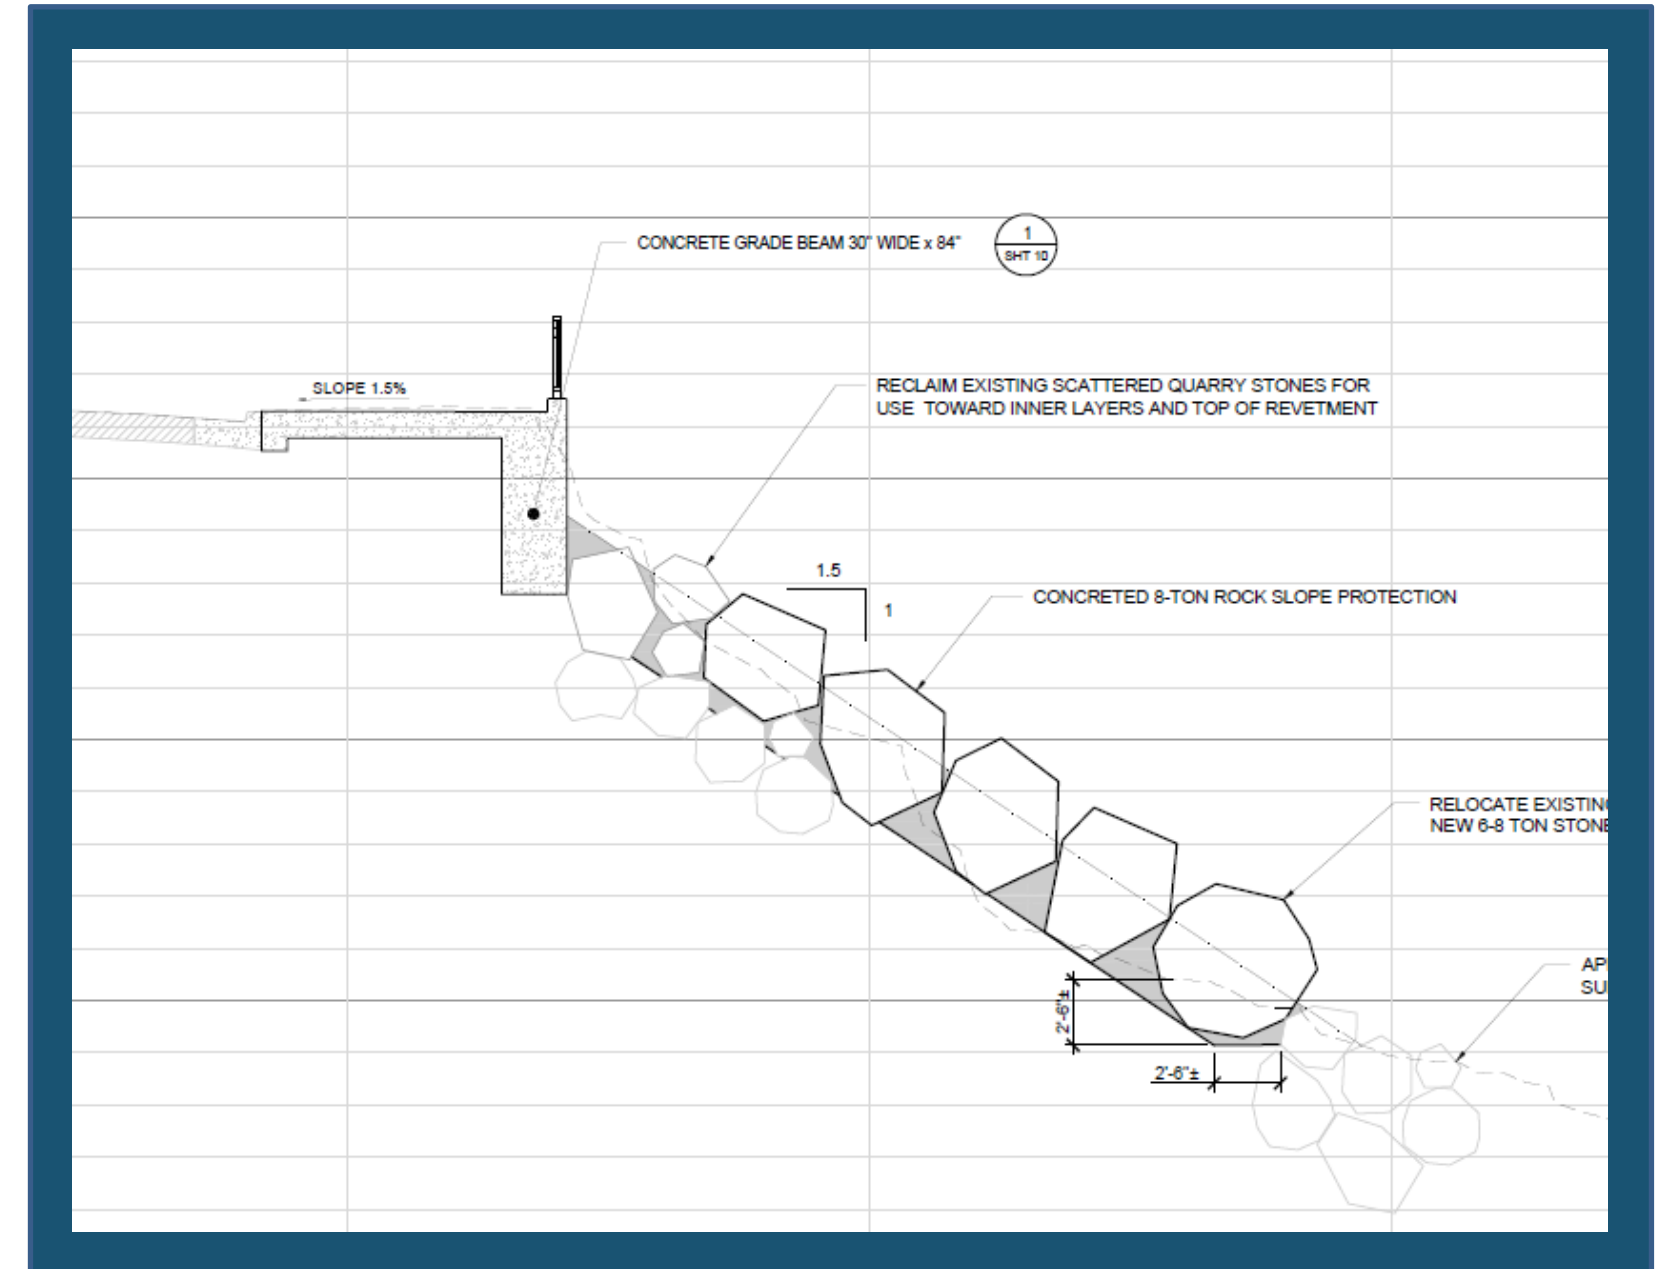 CONCRETE GRADE BEAM 30" WIDE x 84"
1
SHT 10
SLOPE 1.5%
RECLAIM EXISTING SCATTERED QUARRY STONES FOR
USE TOWARD INNER LAYERS AND TOP OF REVETMENT
1.5
1
CONCRETED 8-TON ROCK SLOPE PROTECTION
RELOCATE EXISTING
NEW 6-8 TON STONE
AP
SU
2'-6"±
2'-6"±